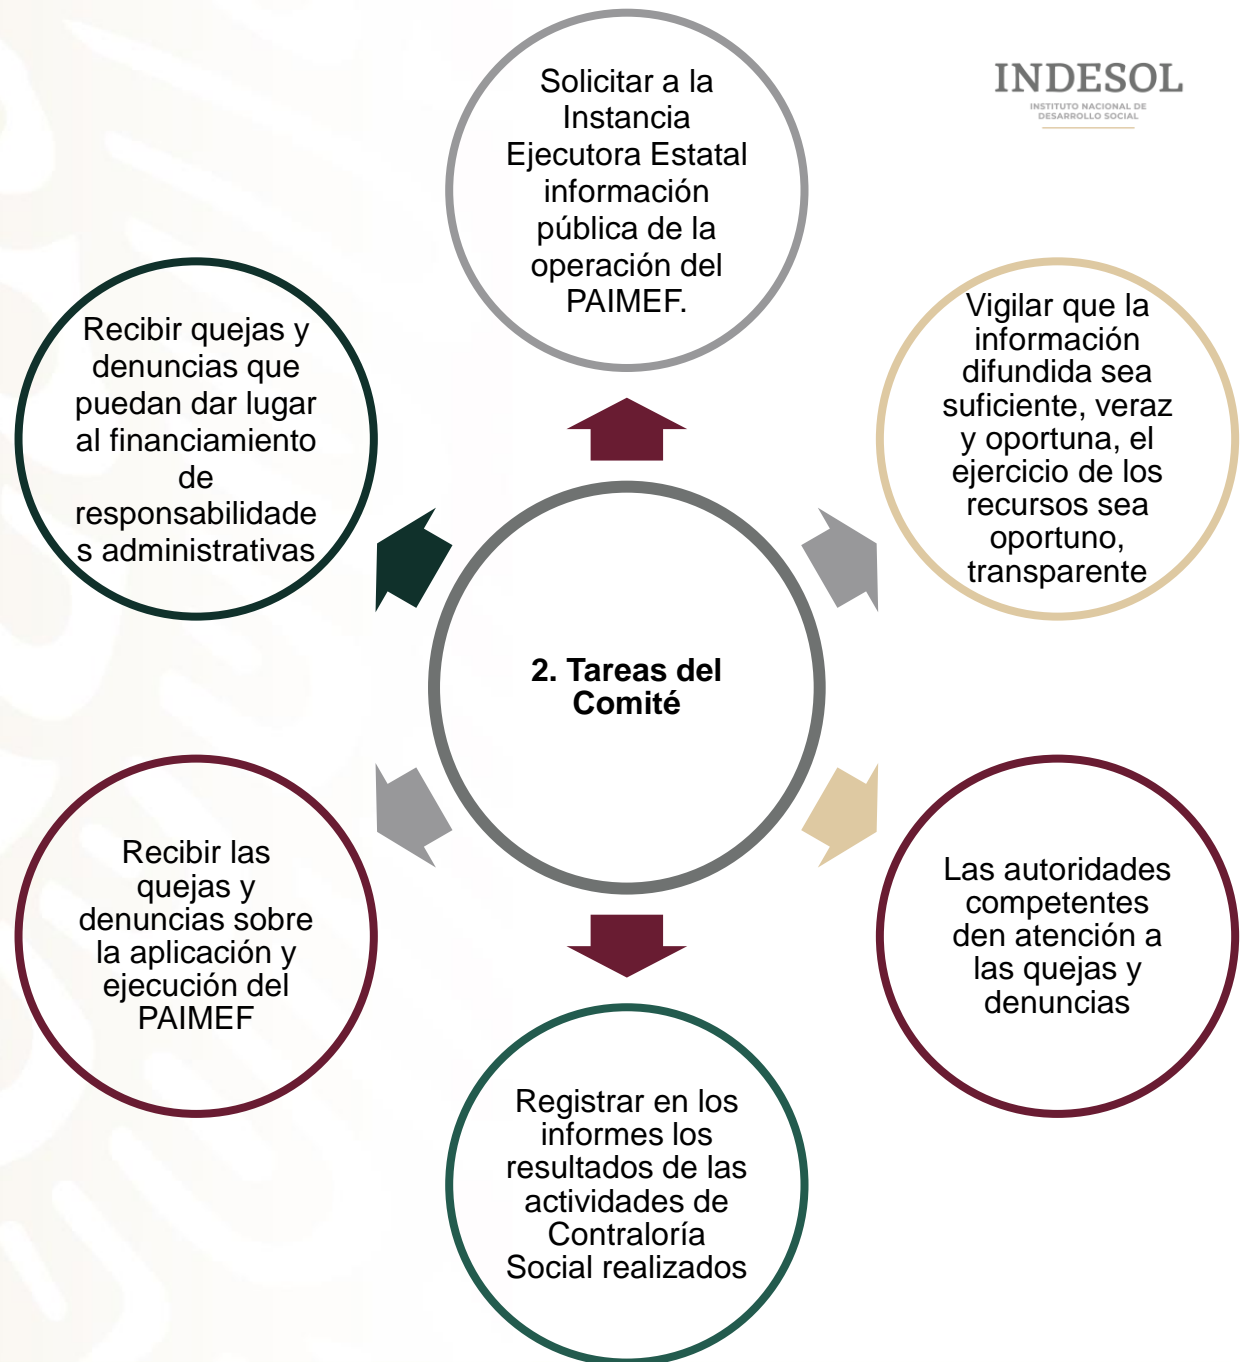 INDESOL
INSTITUTO NACIONAL DE
DESARROLLO SOCIAL
Solicitar a la
Instancia
Ejecutora Estatal
información
pública de la
operación del
PAIMEF.
Vigilar que la
información
difundida sea
suficiente, veraz
y oportuna, el
ejercicio de los
recursos sea
oportuno,
transparente
Las autoridades
competentes
den atención a
las quejas y
denuncias
Registrar en los
informes los
resultados de las
actividades de
Contraloría
Social realizados
Recibir las
quejas y
denuncias sobre
la aplicación y
ejecución del
PAIMEF
Recibir quejas y
denuncias que
puedan dar lugar
al financiamiento
de
responsabilidade
s administrativas
2. Tareas del
Comité